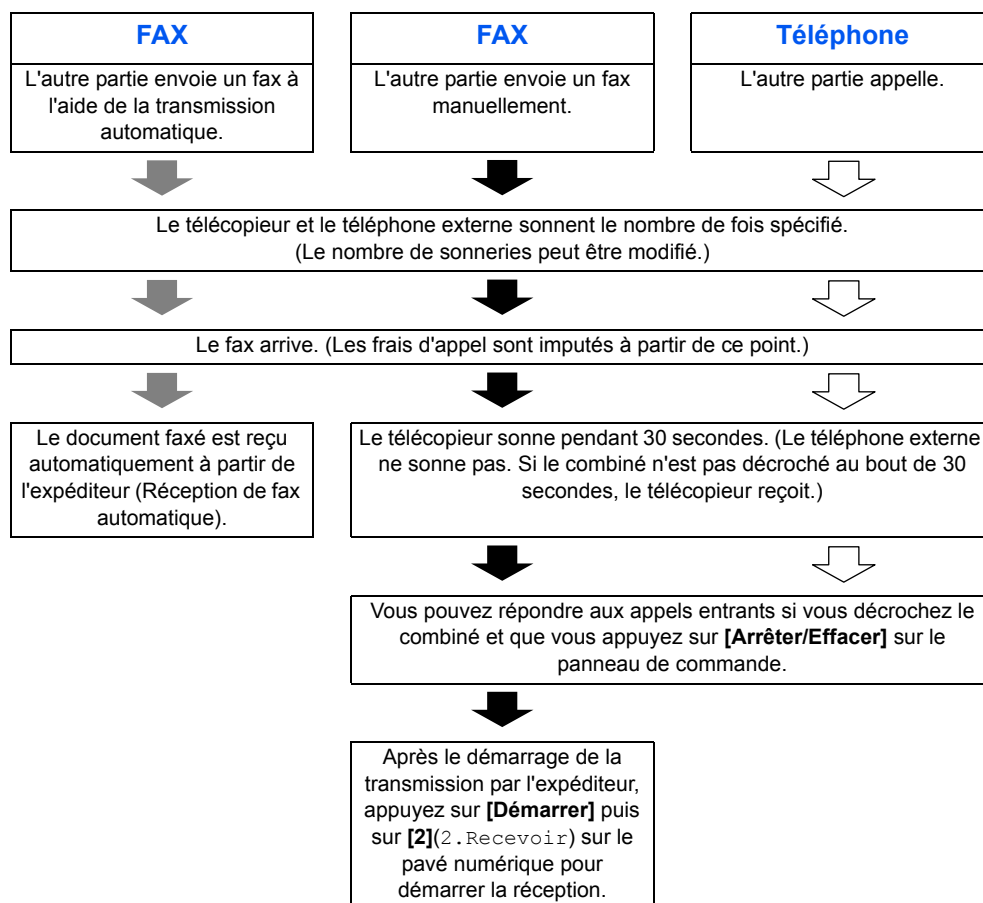 FAX
L'autre partie envoie un fax à
l'aide de la transmission
automatique.
FAX
L'autre partie envoie un fax
manuellement.
Téléphone
L'autre partie appelle.
Le télécopieur et le téléphone externe sonnent le nombre de fois spécifié.
(Le nombre de sonneries peut être modifié.)
Le fax arrive. (Les frais d'appel sont imputés à partir de ce point.)
Le document faxé est reçu
automatiquement à partir de
l'expéditeur (Réception de fax
automatique).
Le télécopieur sonne pendant 30 secondes. (Le téléphone externe
ne sonne pas. Si le combiné n'est pas décroché au bout de 30
secondes, le télécopieur reçoit.)
Vous pouvez répondre aux appels entrants si vous décrochez le
combiné et que vous appuyez sur [Arrêter/Effacer] sur le
panneau de commande.
Après le démarrage de la
transmission par l'expéditeur,
appuyez sur [Démarrer] puis
sur [2](2.Recevoir) sur le
pavé numérique pour
démarrer la réception.